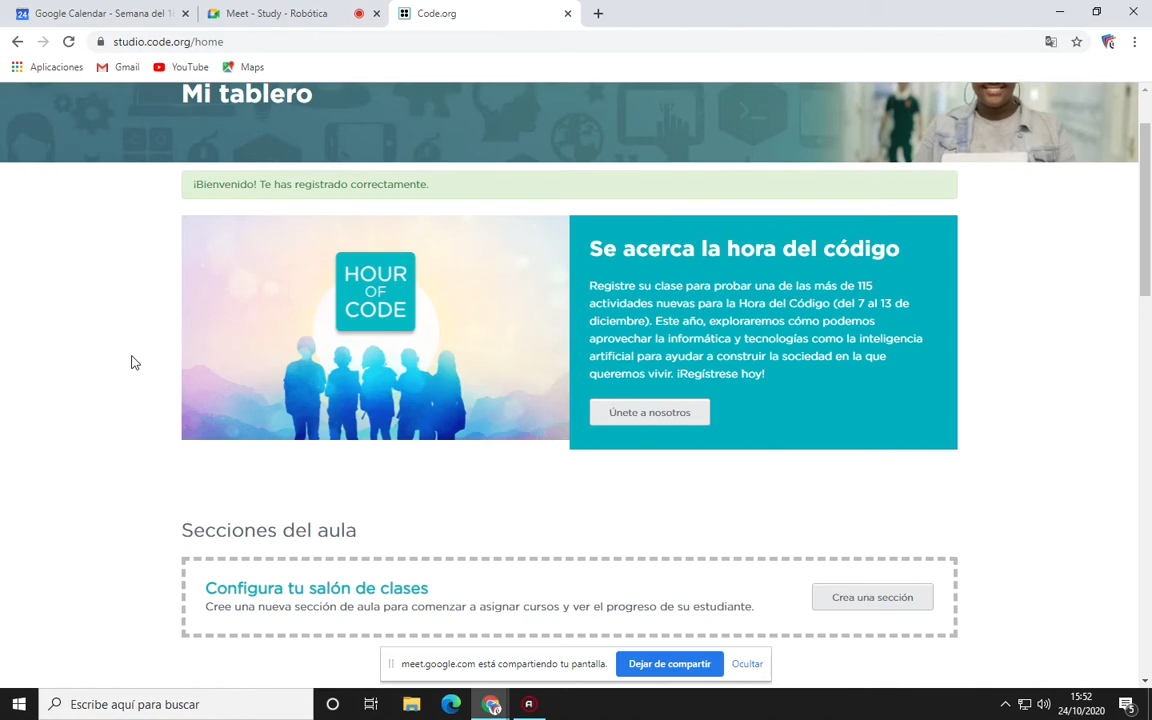 Google Calendar - Semana del 1
Meet - Study - Robótica
Code.org
studio.code.org/home
Aplicaciones
Gmail
YouTube
Maps
Mi tablero
¡Bienvenido! Te has registrado correctamente.
HOUR
OF
CODE
Se acerca la hora del código
Registre su clase para probar una de las más de 115
actividades nuevas para la Hora del Código (del 7 al 13 de
diciembre). Este año, exploraremos cómo podemos
aprovechar la informática y tecnologías como la inteligencia
artificial para ayudar a construir la sociedad en la que
queremos vivir. ¡Regístrese hoy!
Únete a nosotros
Secciones del aula
Configura tu salón de clases
Cree una nueva sección de aula para comenzar a asignar cursos y ver el progreso de su estudiante.
Crea una sección
meet.google.com está compartiendo tu pantalla.
Dejar de compartir
Ocultar
Escribe aquí para buscar
15:52
24/10/2020
5